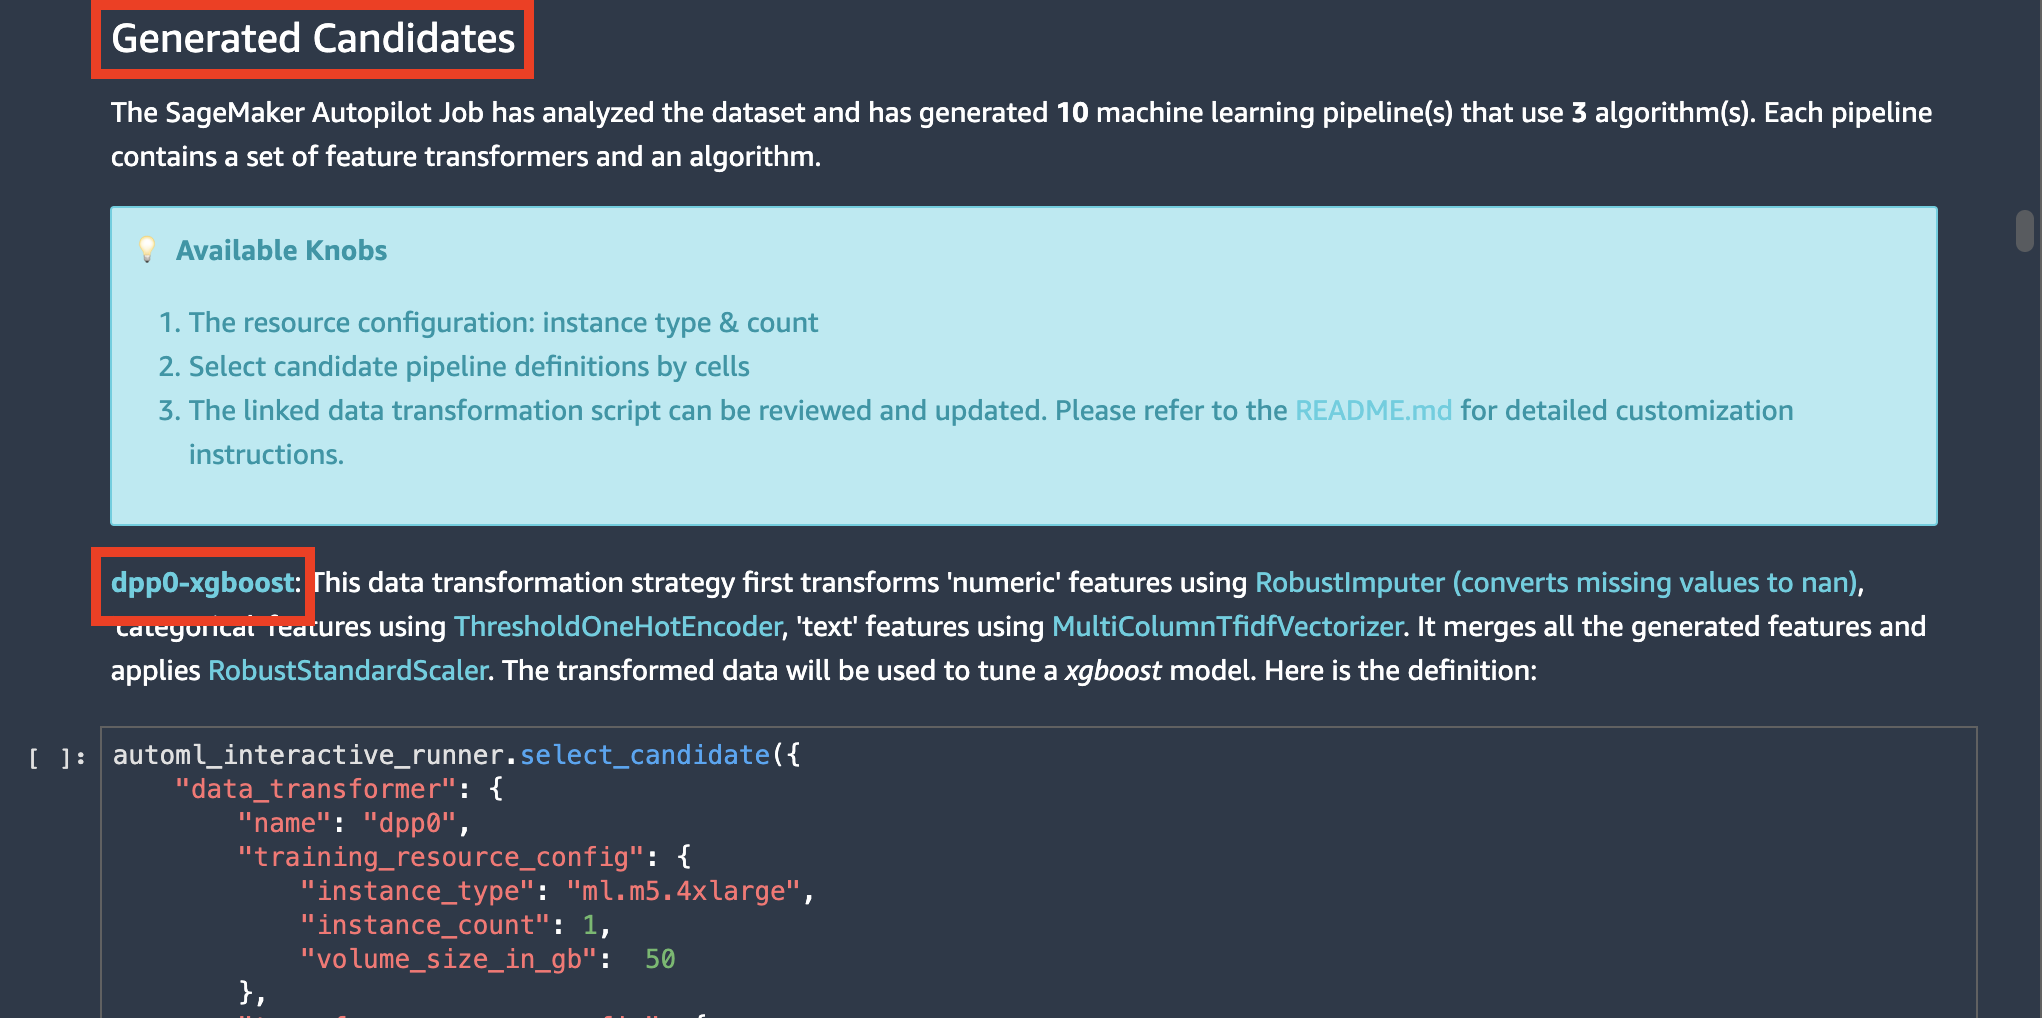 Generated Candidates
The SageMaker Autopilot Job has analyzed the dataset and has generated 10 machine learning pipeline(s) that use 3 algorithm(s). Each pipeline
contains a set of feature transformers and an algorithm.
Available Knobs
1. The resource configuration: instance type & count
2. Select candidate pipeline definitions by cells
3. The linked data transformation script can be reviewed and updated. Please refer to the README.md for detailed customization
instructions.
dpp0-xgboost: This data transformation strategy first transforms 'numeric' features using RobustImputer (converts missing values to nan),
'categorical' features using ThresholdOneHotEncoder, 'text' features using MultiColumnTfidfVectorizer. It merges all the generated features and
applies RobustStandardScaler. The transformed data will be used to tune a xgboost model. Here is the definition:
[ ]: automl_interactive_runner.select_candidate({
"data_transformer": {
"name": "dpp0",
"training_resource_config": {
"instance_type": "ml.m5.4xlarge",
"instance_count": 1,
"volume_size_in_gb": 50
},